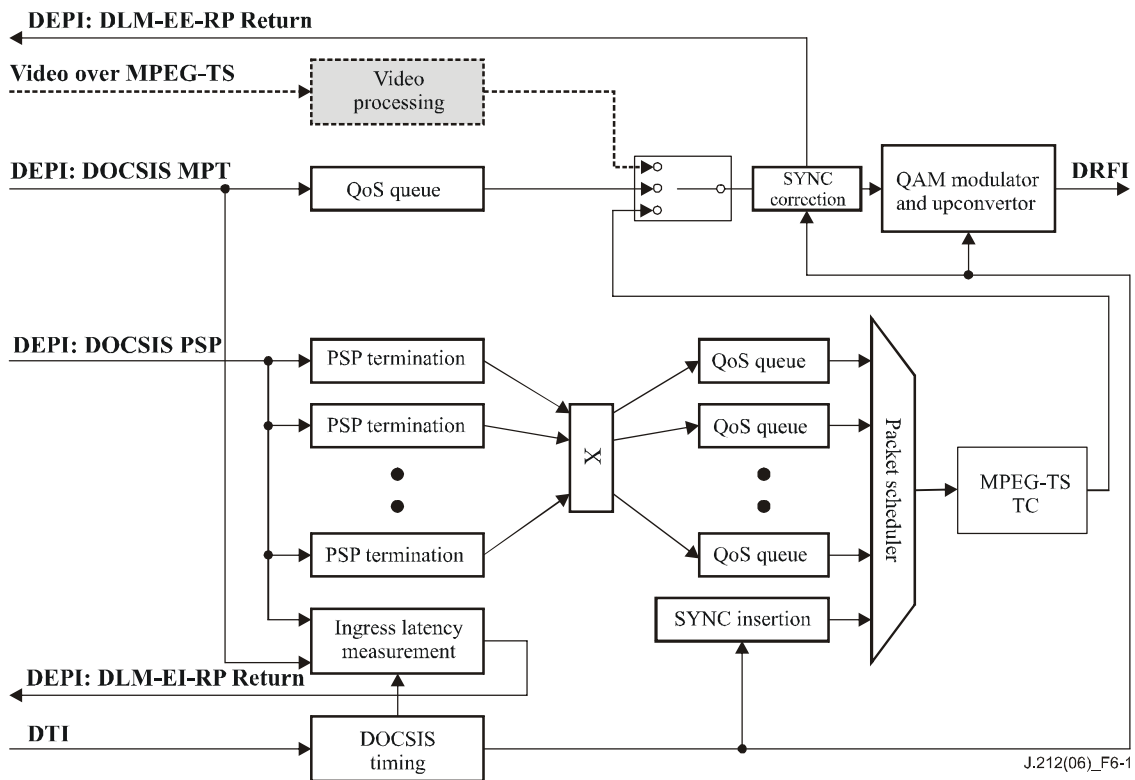 DEPI: DLM-EE-RP Return
Video over MPEG-TS
Video
processing
DEPI: DOCSIS MPT
QoS queue
SYNC
correction
QAM modulator
and upconvertor
DRFI
DEPI: DOCSIS PSP
PSP termination
QoS queue
PSP termination
QoS queue
X
Packet scheduler
MPEG-TS
TC
PSP termination
QoS queue
Ingress latency
measurement
SYNC insertion
DEPI: DLM-EI-RP Return
DTI
DOCSIS
timing
J.212(06)_F6-1